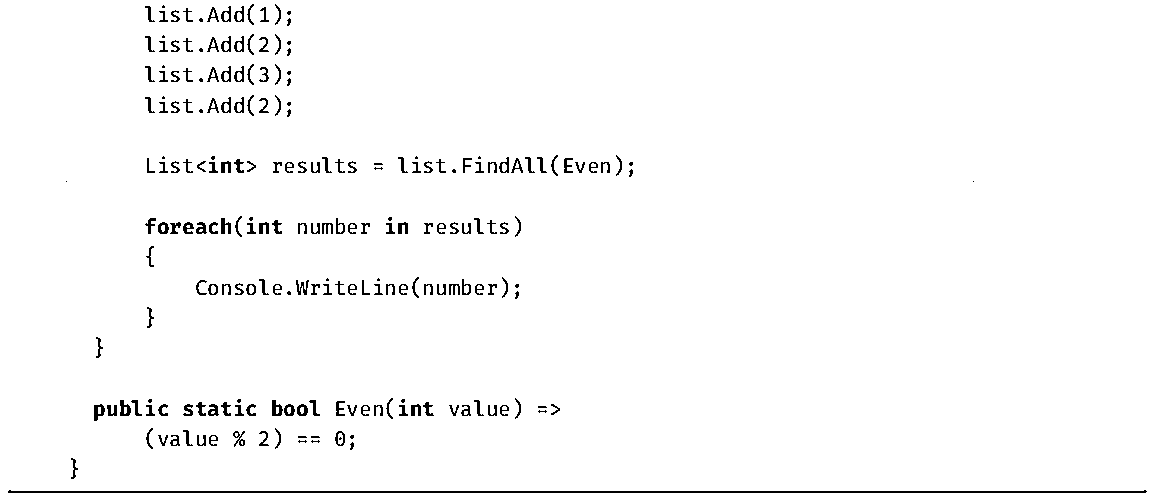 list.Add(1);
list.Add(2);
list.Add(3);
list.Add(2);
List<int> results = list.FindAll(Even);
foreach(int number in results)
{
Console.WriteLine(number);
}
}
public static bool Even(int value) =>
(value % 2) == 0;
}